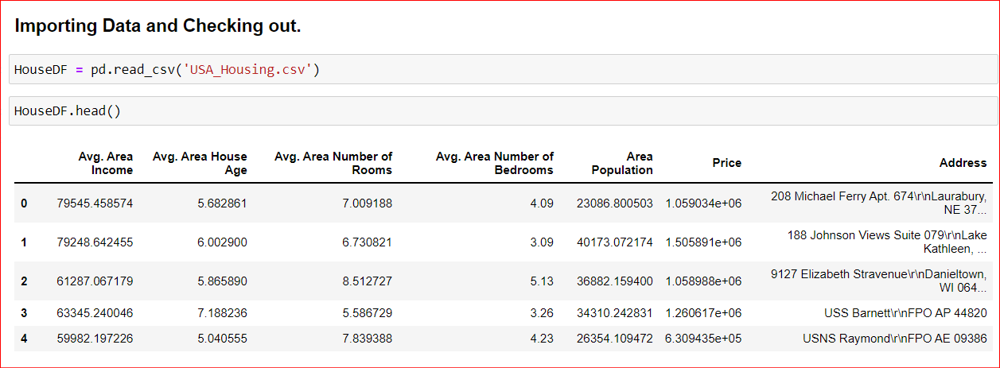 Importing Data and Checking out.
HouseDF = pd.read_csv('USA_Housing.csv')
HouseDF.head()
Avg. Area Income Avg. Area House Age Avg. Area Number of Rooms Avg. Area Number of Bedrooms Area Population Price Address
0 79545.458574 5.682861 7.009188 4.09 23086.800503 1.059034e+06 208 Michael Ferry Apt. 674\r\nLaurabury, NE 37...
1 79248.642455 6.002900 6.730821 3.09 40173.072174 1.505891e+06 188 Johnson Views Suite 079\r\nLake Kathleen, ...
2 61287.067179 5.865890 8.512727 5.13 36882.159400 1.058988e+06 9127 Elizabeth Stravenue\r\nDanieltown, WI 064...
3 63345.240046 7.188236 5.586729 3.26 34310.242831 1.260617e+06 USS Barnett\r\nFPO AP 44820
4 59982.197226 5.040555 7.839388 4.23 26354.109472 6.309435e+05 USNS Raymond\r\nFPO AE 09386